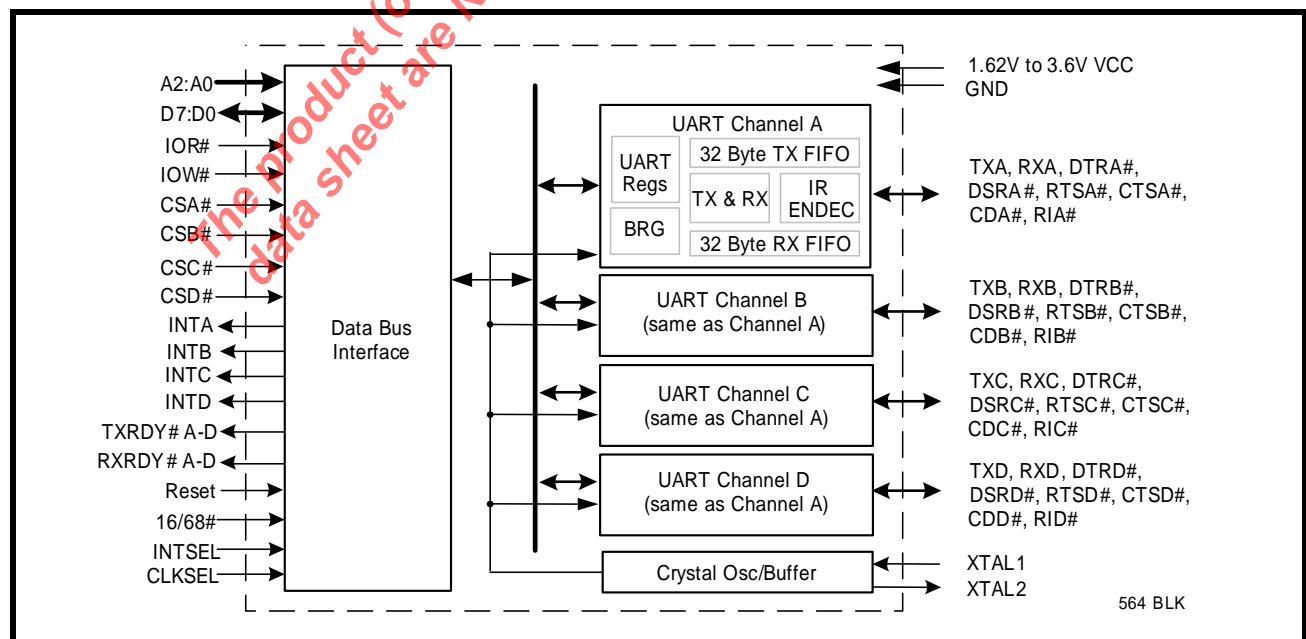 The product (o
data sheet are N
A2:A0
D7:D0
IOR#
IOW#
CSA#
CSB#
CSC#
CSD#
INTA
INTB
INTC
INTD
TXRDY# A-D
RXRDY# A-D
Reset
16/68#
INTSEL
CLKSEL
Data Bus
Interface
UART Channel A
UART
Regs
BRG
32 Byte TX FIFO
TX & RX
IR
ENDEC
32 Byte RX FIFO
UART Channel B
(same as Channel A)
UART Channel C
(same as Channel A)
UART Channel D
(same as Channel A)
Crystal Osc/Buffer
1.62V to 3.6V VCC
GND
TXA, RXA, DTRA#,
DSRA#, RTSA#, CTSA#,
CDA#, RIA#
TXB, RXB, DTRB#,
DSRB#, RTSB#, CTSB#,
CDB#, RIB#
TXC, RXC, DTRC#,
DSRC#, RTSC#, CTSC#,
CDC#, RIC#
TXD, RXD, DTRD#,
DSRD#, RTSD#, CTSD#,
CDD#, RID#
XTAL1
XTAL2
564 BLK